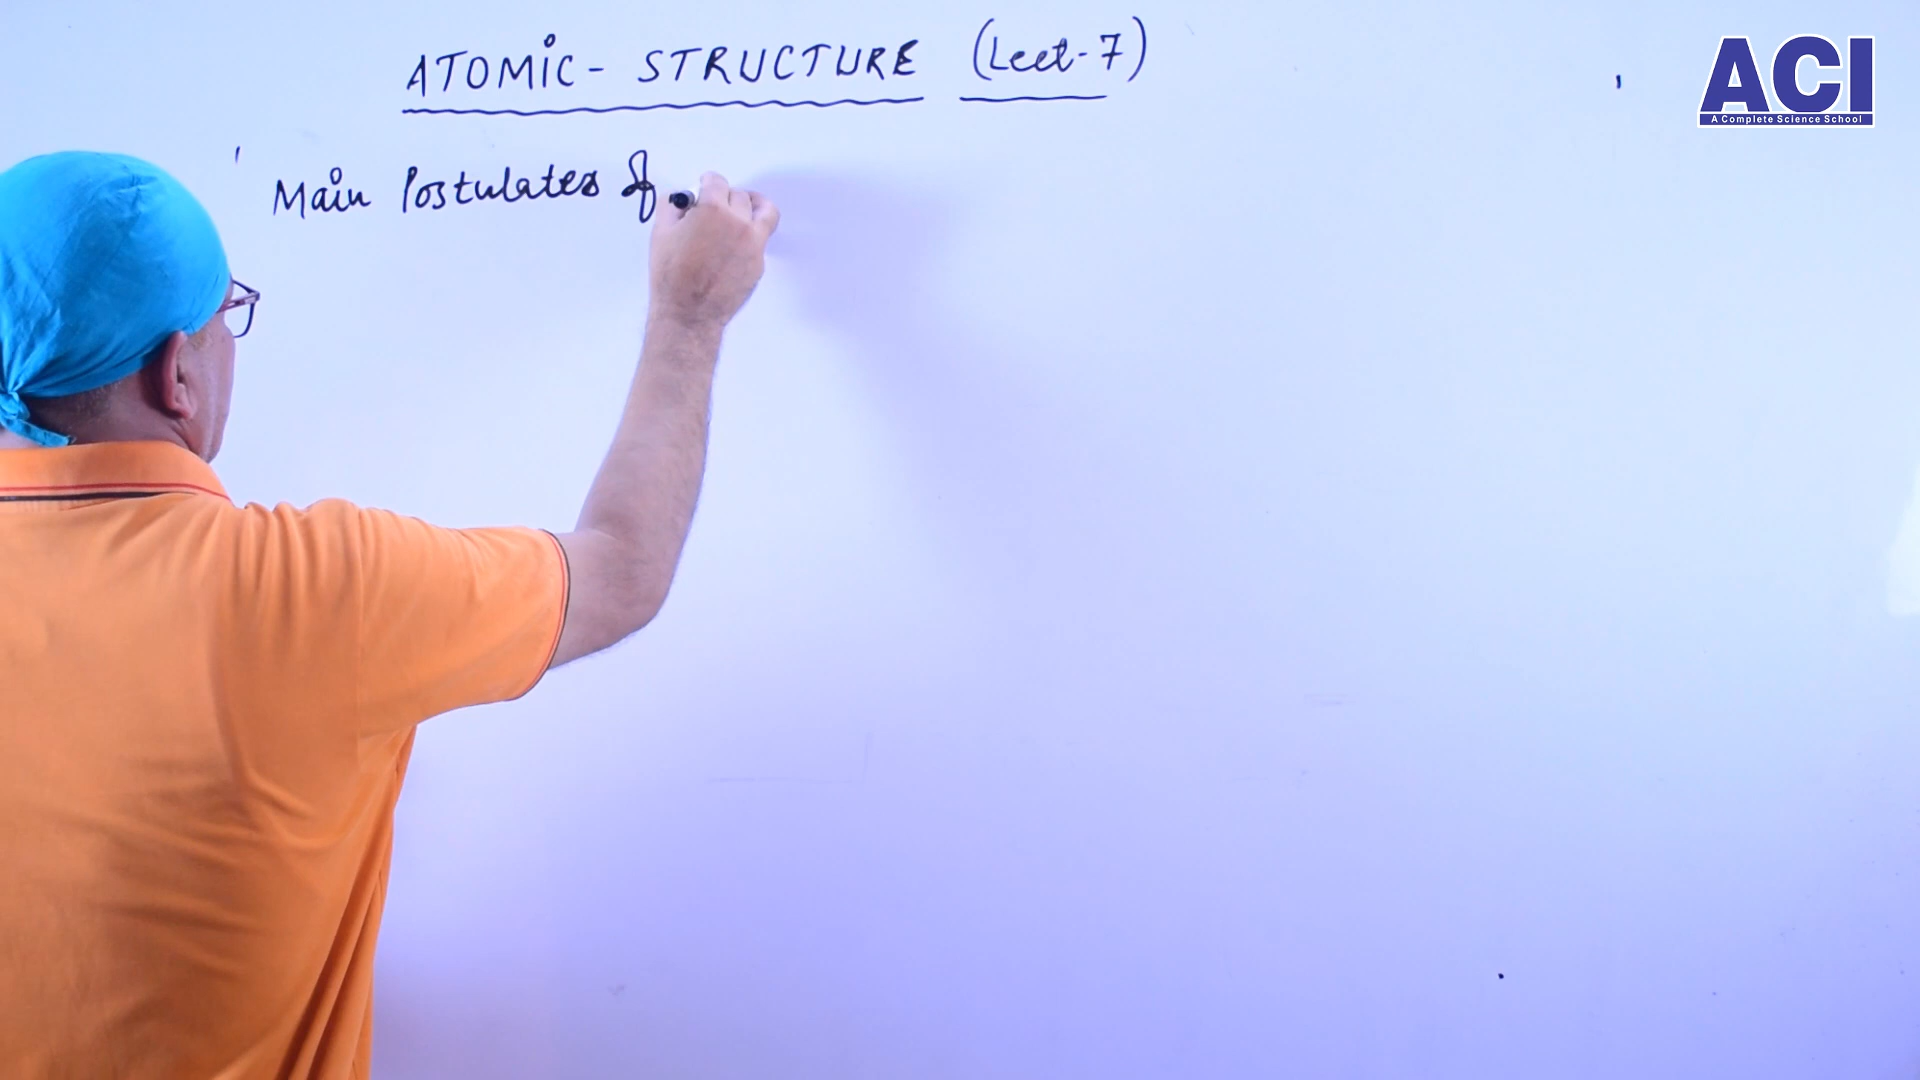 ATOMIC - STRUCTURE (Lect-7)
ACI
A Complete Science School
Main Postulates of